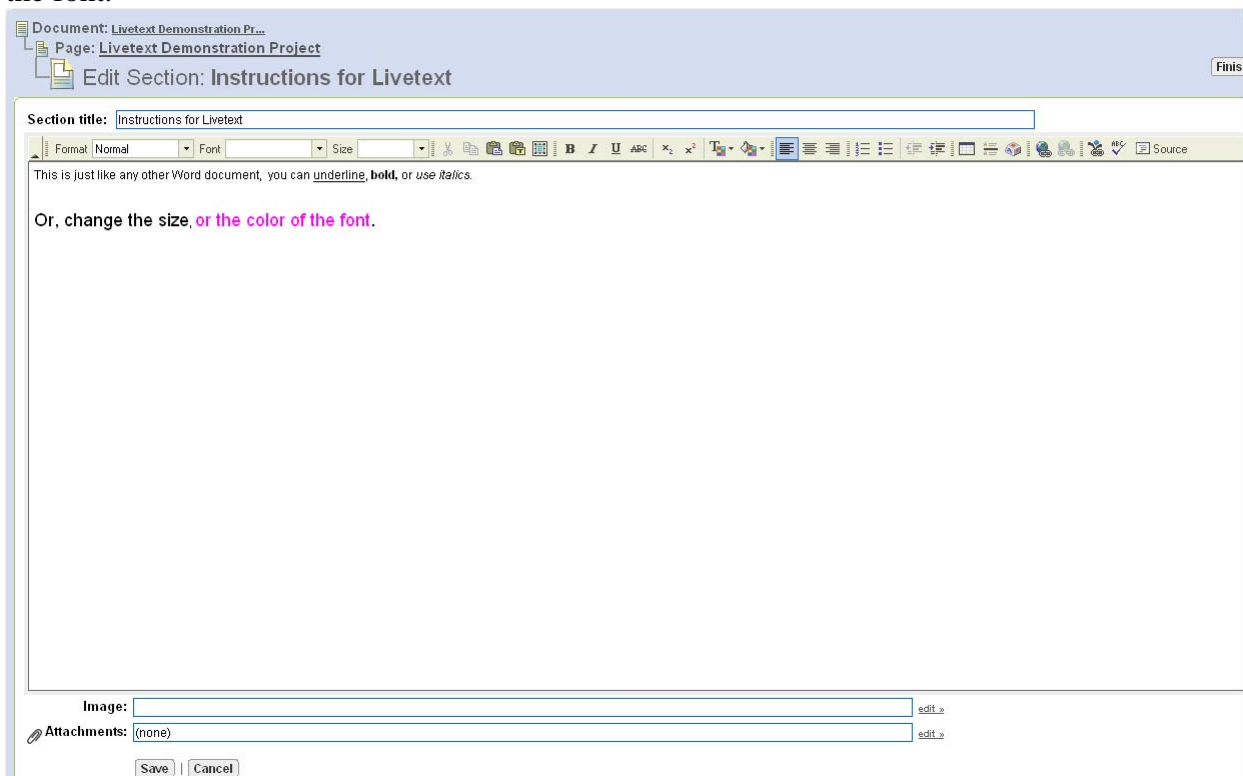 the font.
Document: Livetext Demonstration Pr...
Page: Livetext Demonstration Project
Edit Section: Instructions for Livetext
Finis
Section title: Instructions for Livetext
Format Normal Font Size B I U ABC x₂ x² Source
This is just like any other Word document, you can underline, bold, or use italics.
Or, change the size, or the color of the font.
Image: edit »
Attachments: (none) edit »
Save | Cancel